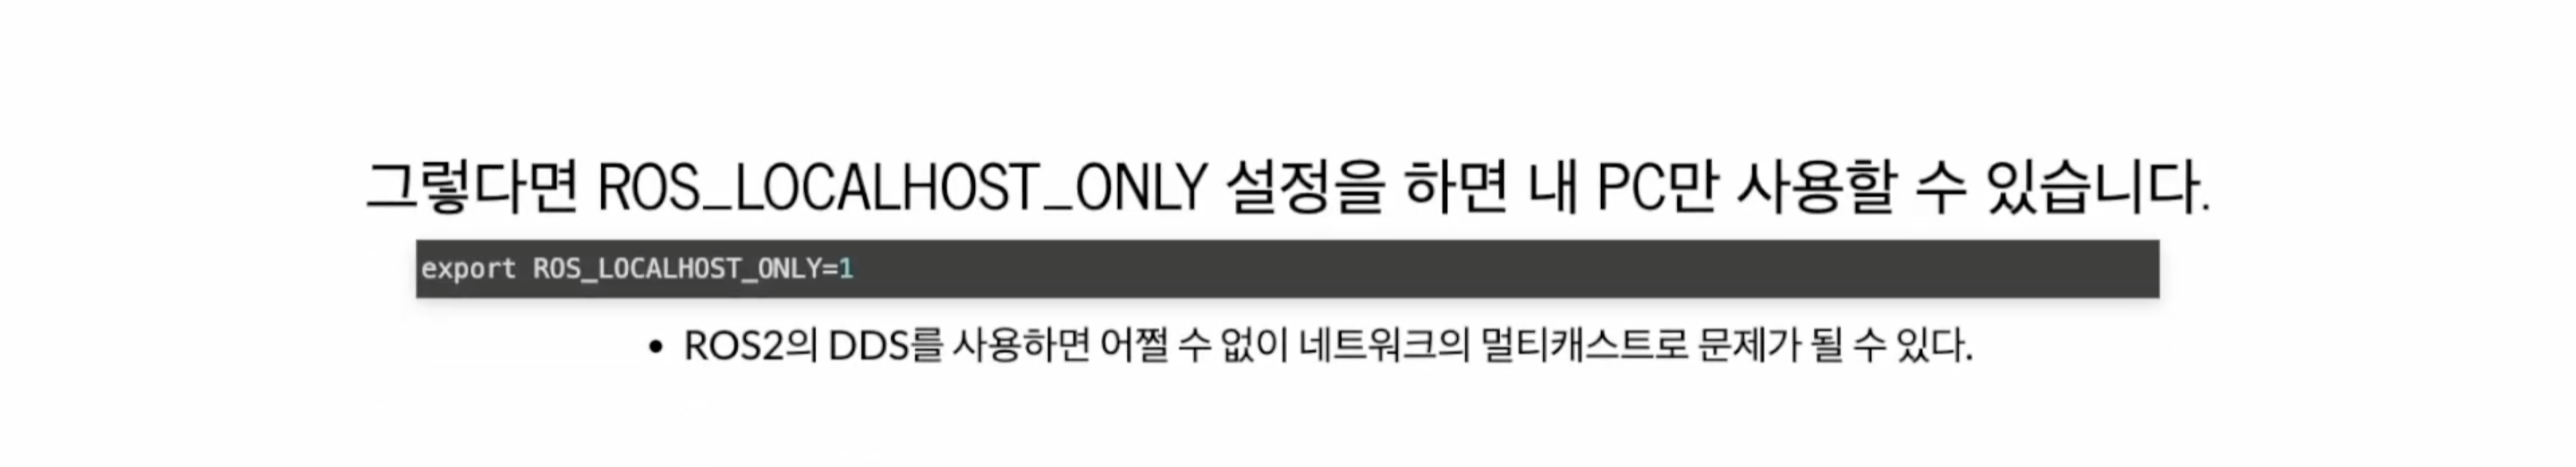 그렇다면 ROS_LOCALHOST_ONLY 설정을 하면 내 PC만 사용할 수 있습니다.
export ROS_LOCALHOST_ONLY=1
• ROS2의 DDS를 사용하면 어쩔 수 없이 네트워크의 멀티캐스트로 문제가 될 수 있다.